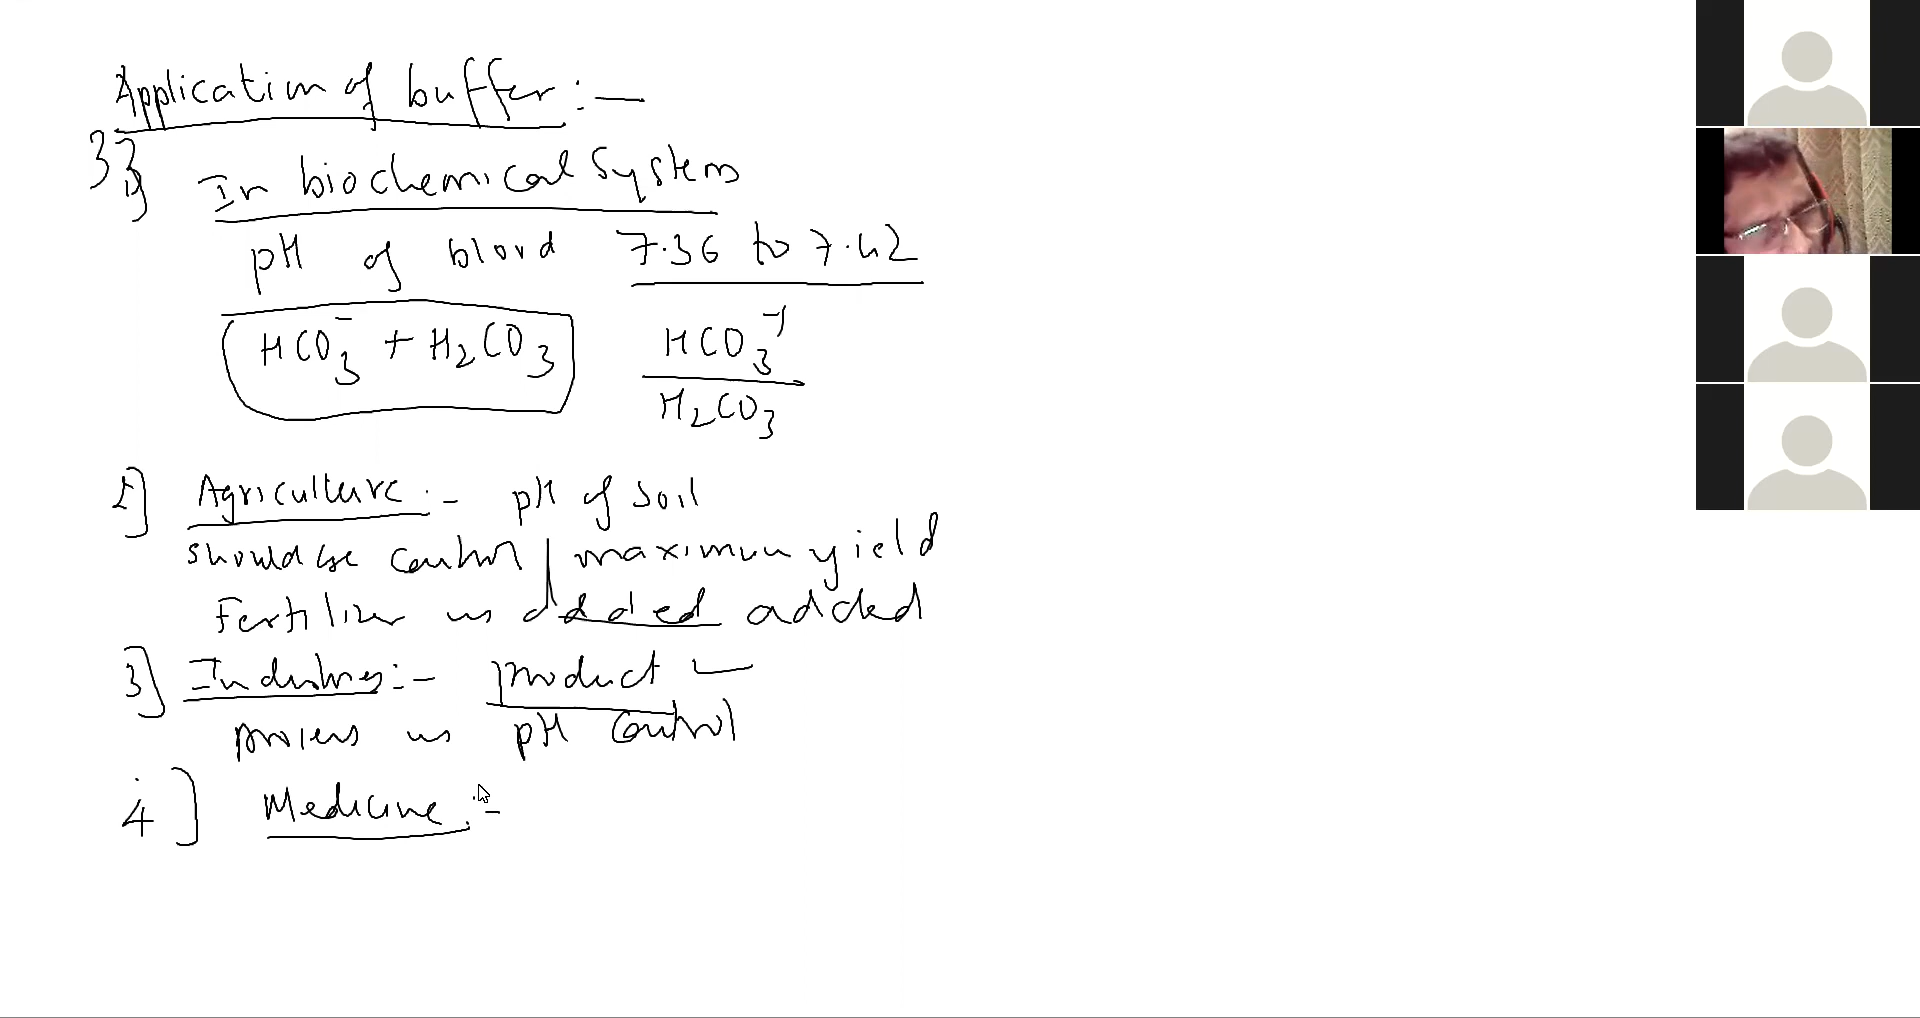 Application of buffer :-
33)
In biochemical System
pH of blood 7.36 to 7.42
HCO3- + H2CO3 HCO3-1
H2CO3
2] Agriculture :- pH of soil
should be control / maximum yield
Fertilizer is added added
3] Industry :- product
process is pH control
4] Medicine :-